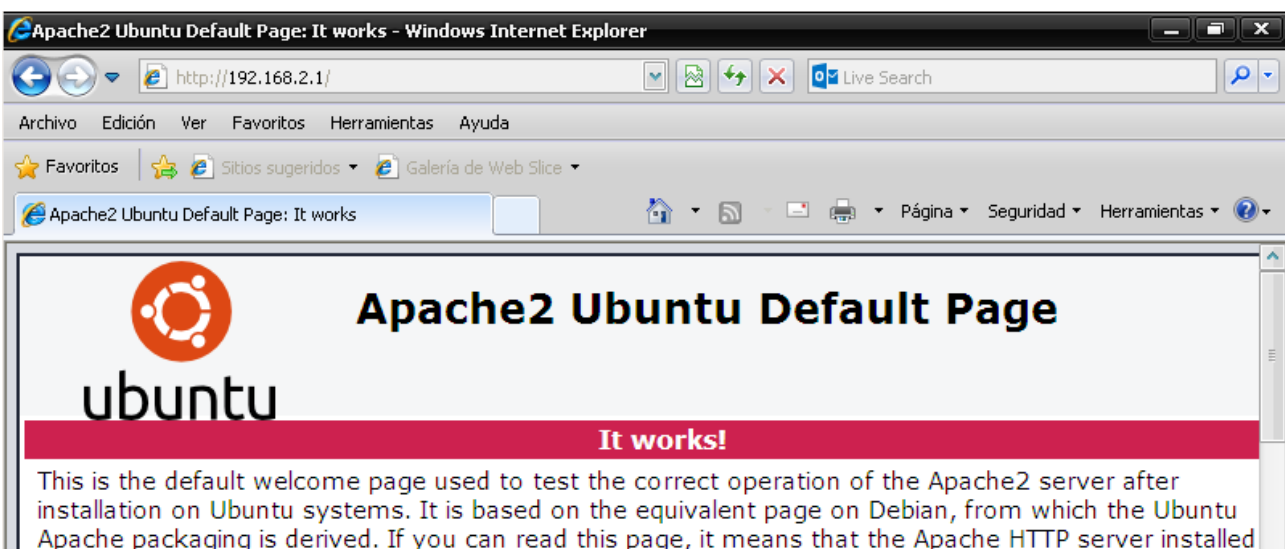 Apache2 Ubuntu Default Page: It works - Windows Internet Explorer
http://192.168.2.1/
Live Search
Archivo Edición Ver Favoritos Herramientas Ayuda
Favoritos Sitios sugeridos Galería de Web Slice
Apache2 Ubuntu Default Page: It works Página Seguridad Herramientas
Apache2 Ubuntu Default Page
ubuntu
It works!
This is the default welcome page used to test the correct operation of the Apache2 server after
installation on Ubuntu systems. It is based on the equivalent page on Debian, from which the Ubuntu
Apache packaging is derived. If you can read this page, it means that the Apache HTTP server installed